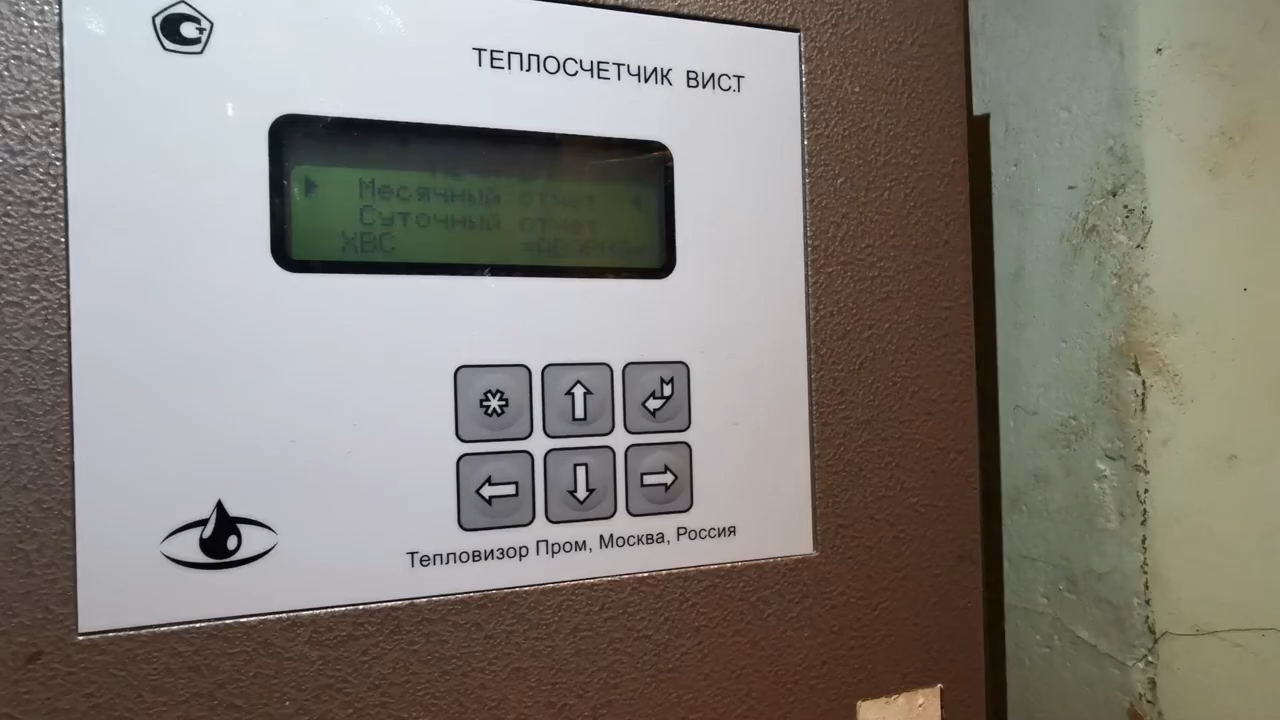 ТЕПЛОСЧЕТЧИК ВИС.Т
Месячный отчет
Суточный отчет
ХВС
Тепловизор Пром, Москва, Россия